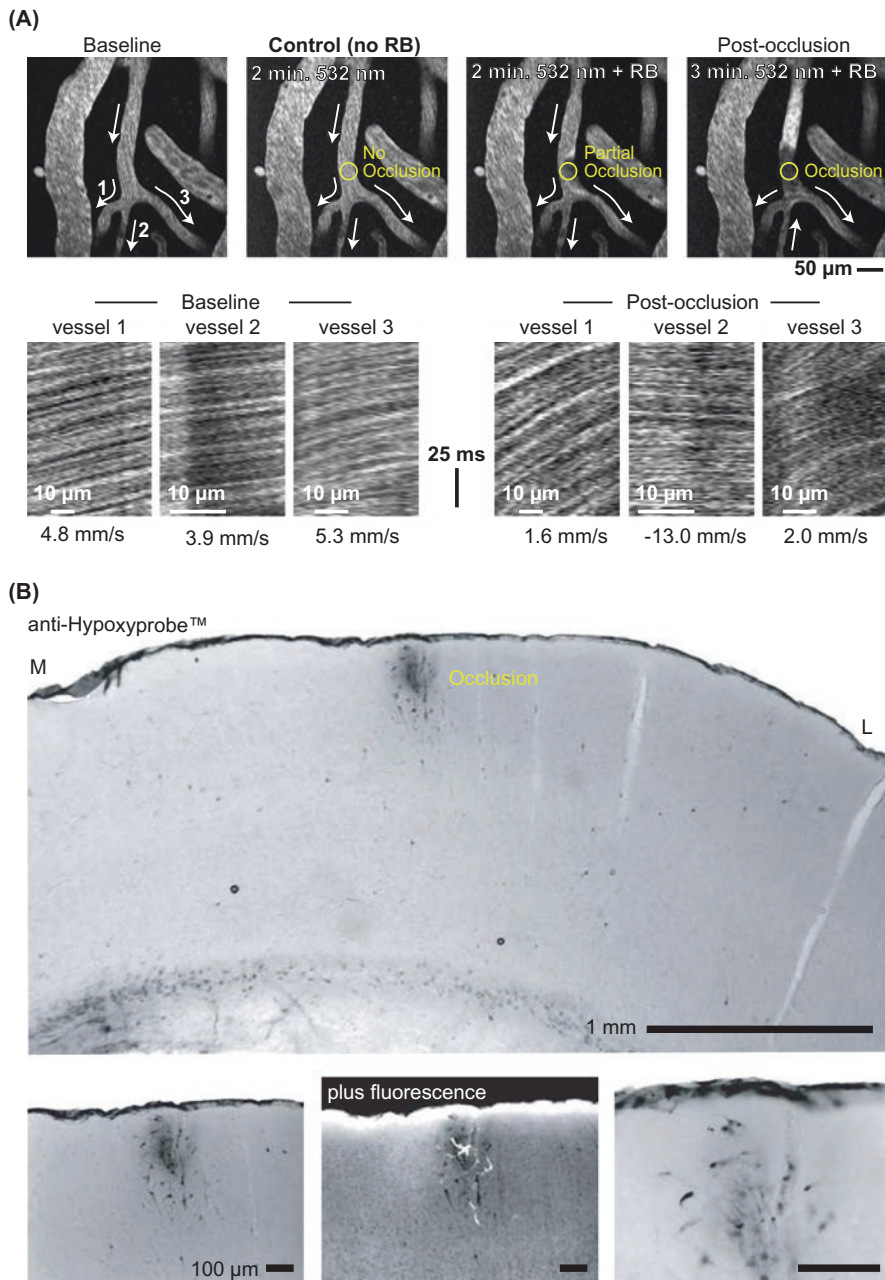 (A)
Baseline
Control (no RB)
Post-occlusion
2 min. 532 nm
2 min. 532 nm + RB
3 min. 532 nm + RB
No
Occlusion
Partial
Occlusion
Occlusion
1
2
3
50 µm
Baseline
Post-occlusion
vessel 1
vessel 2
vessel 3
vessel 1
vessel 2
vessel 3
25 ms
10 µm
10 µm
10 µm
10 µm
10 µm
10 µm
4.8 mm/s
3.9 mm/s
5.3 mm/s
1.6 mm/s
-13.0 mm/s
2.0 mm/s
(B)
anti-Hypoxyprobe™
M
Occlusion
L
1 mm
plus fluorescence
100 µm